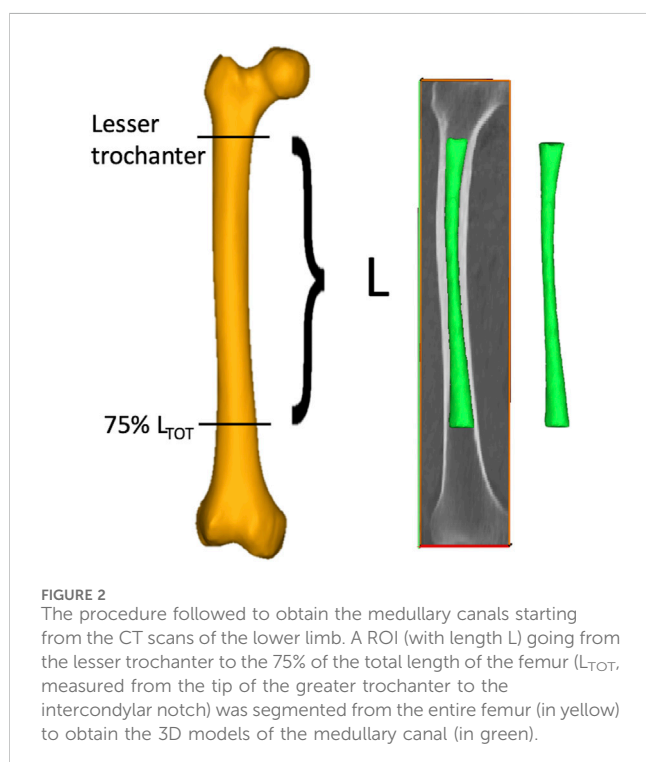 Lesser
trochanter
L
75% LTOT
FIGURE 2
The procedure followed to obtain the medullary canals starting
from the CT scans of the lower limb. A ROI (with length L) going from
the lesser trochanter to the 75% of the total length of the femur (LTOT,
measured from the tip of the greater trochanter to the
intercondylar notch) was segmented from the entire femur (in yellow)
to obtain the 3D models of the medullary canal (in green).